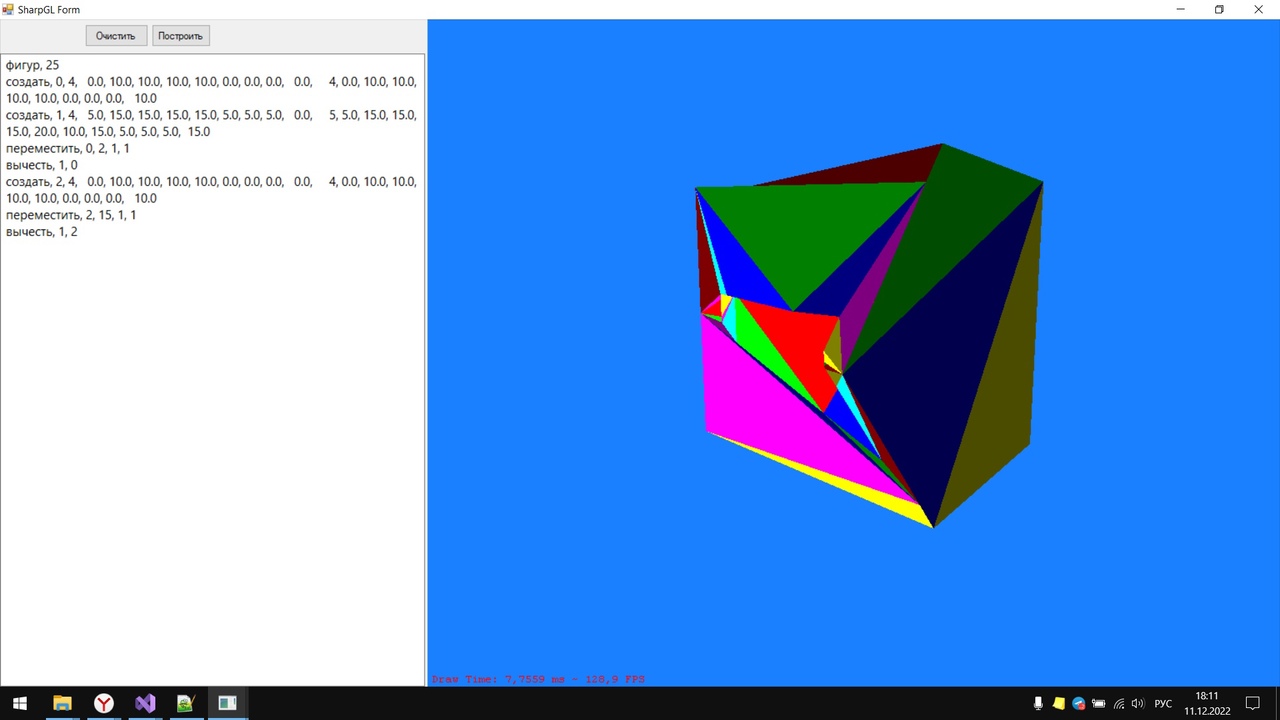 SharpGL Form
Очистить
Построить
фигур, 25
создать, 0, 4, 0.0, 10.0, 10.0, 10.0, 10.0, 0.0, 0.0, 0.0, 0.0, 4, 0.0, 10.0, 10.0,
10.0, 10.0, 0.0, 0.0, 0.0, 10.0
создать, 1, 4, 5.0, 15.0, 15.0, 15.0, 15.0, 5.0, 5.0, 5.0, 0.0, 5, 5.0, 15.0, 15.0,
15.0, 20.0, 10.0, 15.0, 5.0, 5.0, 5.0, 15.0
переместить, 0, 2, 1, 1
вычесть, 1, 0
создать, 2, 4, 0.0, 10.0, 10.0, 10.0, 10.0, 0.0, 0.0, 0.0, 0.0, 4, 0.0, 10.0, 10.0,
10.0, 10.0, 0.0, 0.0, 0.0, 10.0
переместить, 2, 15, 1, 1
вычесть, 1, 2
Draw Time: 7,7559 ms ~ 128,9 FPS
РУС
18:11
11.12.2022